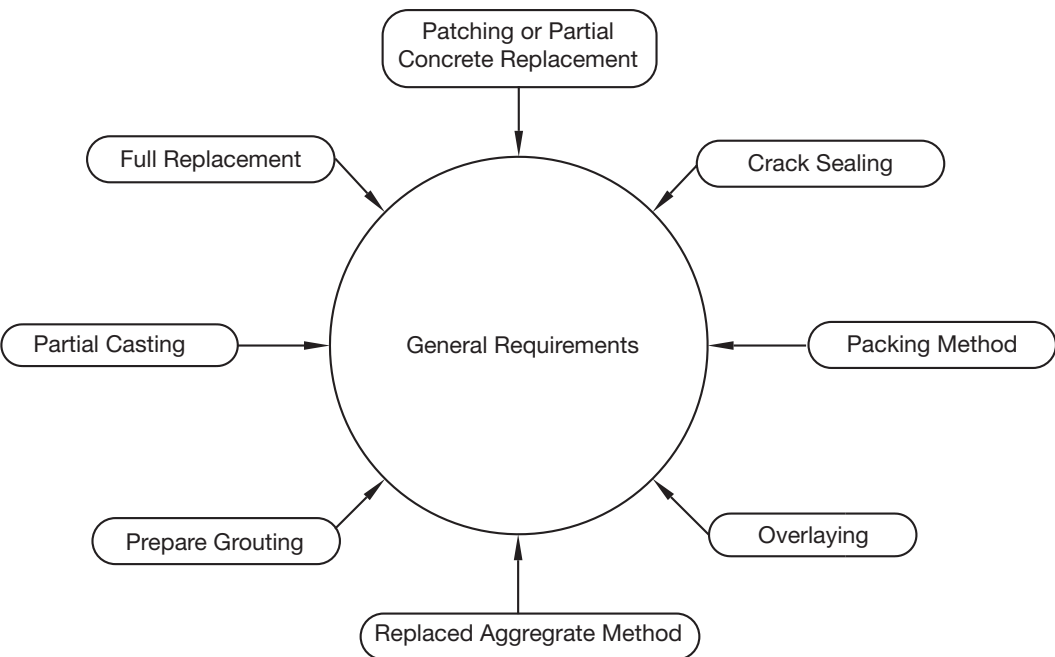 Patching or Partial
Concrete Replacement
Full Replacement
Crack Sealing
Partial Casting
General Requirements
Packing Method
Prepare Grouting
Overlaying
Replaced Aggregrate Method